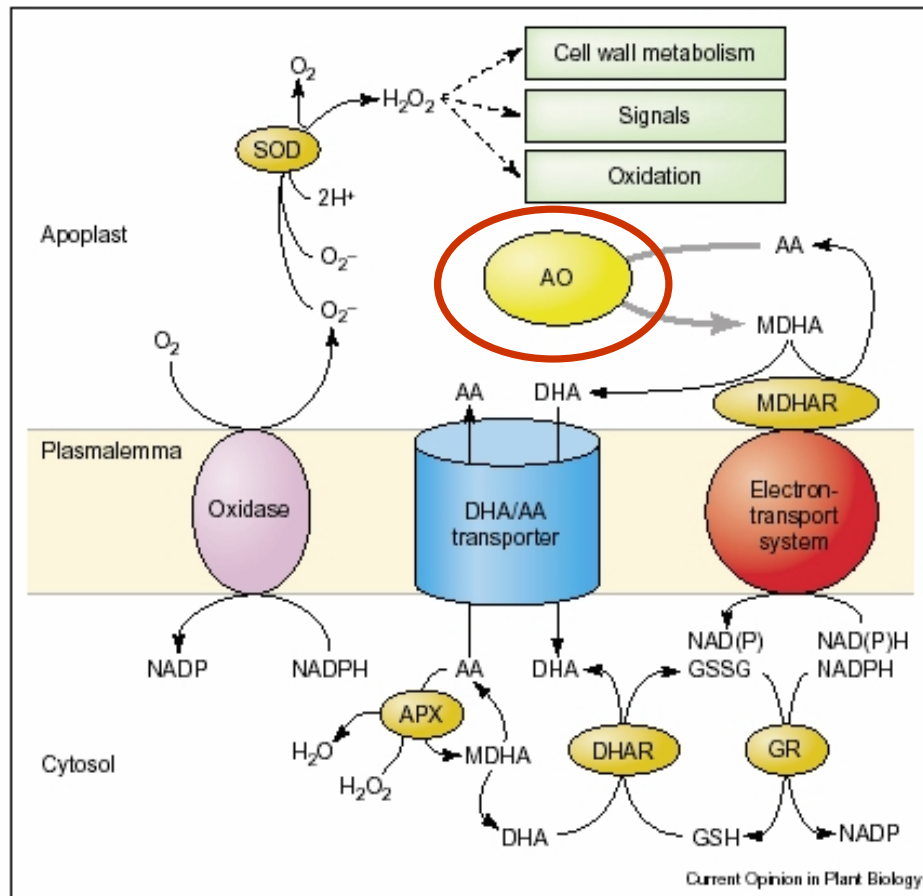 Cell wall metabolism
O2
H2O2
Signals
SOD
Oxidation
2H+
Apoplast
O2–
AA
AO
O2–
MDHA
O2
AA
DHA
MDHAR
Plasmalemma
Oxidase
DHA/AA
transporter
Electron-
transport
system
NADP
NADPH
AA
DHA
NAD(P)
NAD(P)H
GSSG
NADPH
APX
H2O
MDHA
DHAR
GR
Cytosol
H2O2
DHA
GSH
NADP
Current Opinion in Plant Biology